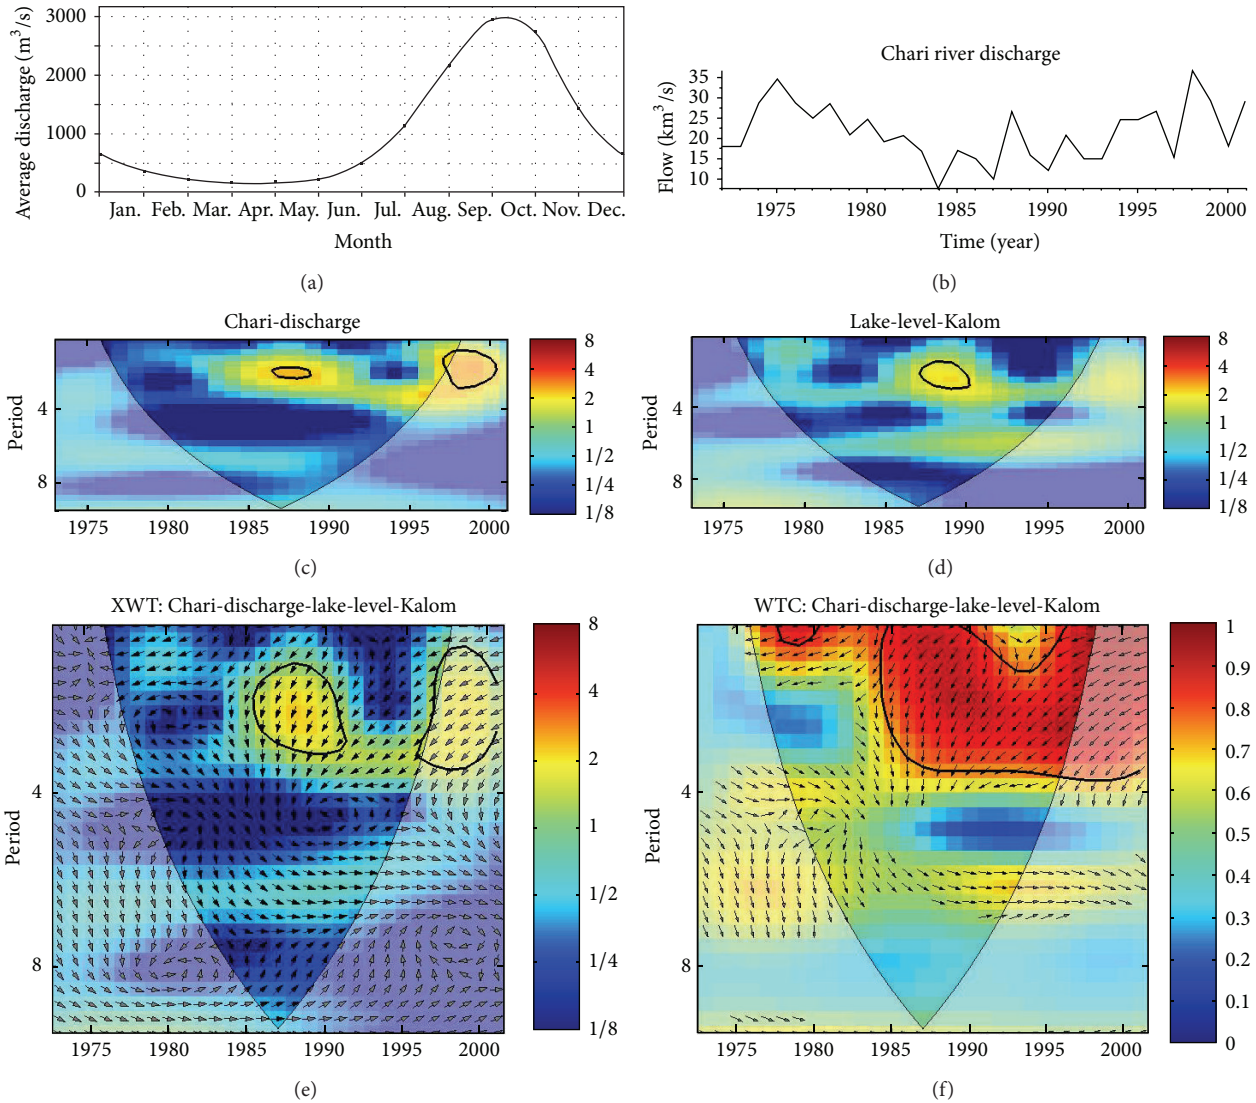 Average discharge (m³/s)
3000
2000
1000
0
Jan. Feb. Mar. Apr. May. Jun. Jul. Aug. Sep. Oct. Nov. Dec.
Month
(a)
Chari river discharge
Flow (km³/s)
35
30
25
20
15
10
1975 1980 1985 1990 1995 2000
Time (year)
(b)
Chari-discharge
Period
4
8
1975 1980 1985 1990 1995 2000
8
4
2
1
1/2
1/4
1/8
(c)
Lake-level-Kalom
Period
4
8
1975 1980 1985 1990 1995 2000
8
4
2
1
1/2
1/4
1/8
(d)
XWT: Chari-discharge-lake-level-Kalom
Period
4
8
1975 1980 1985 1990 1995 2000
8
4
2
1
1/2
1/4
1/8
(e)
WTC: Chari-discharge-lake-level-Kalom
Period
4
8
1975 1980 1985 1990 1995 2000
1
0.9
0.8
0.7
0.6
0.5
0.4
0.3
0.2
0.1
0
(f)